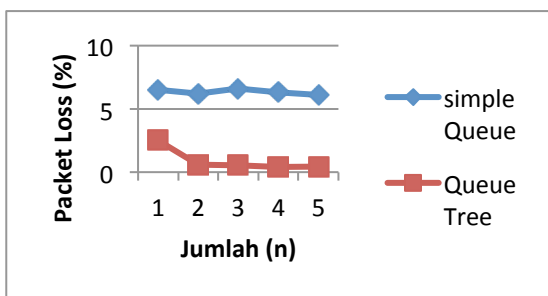 Packet Loss (%)
10
5
0
1 2 3 4 5
Jumlah (n)
simple
Queue
Queue
Tree